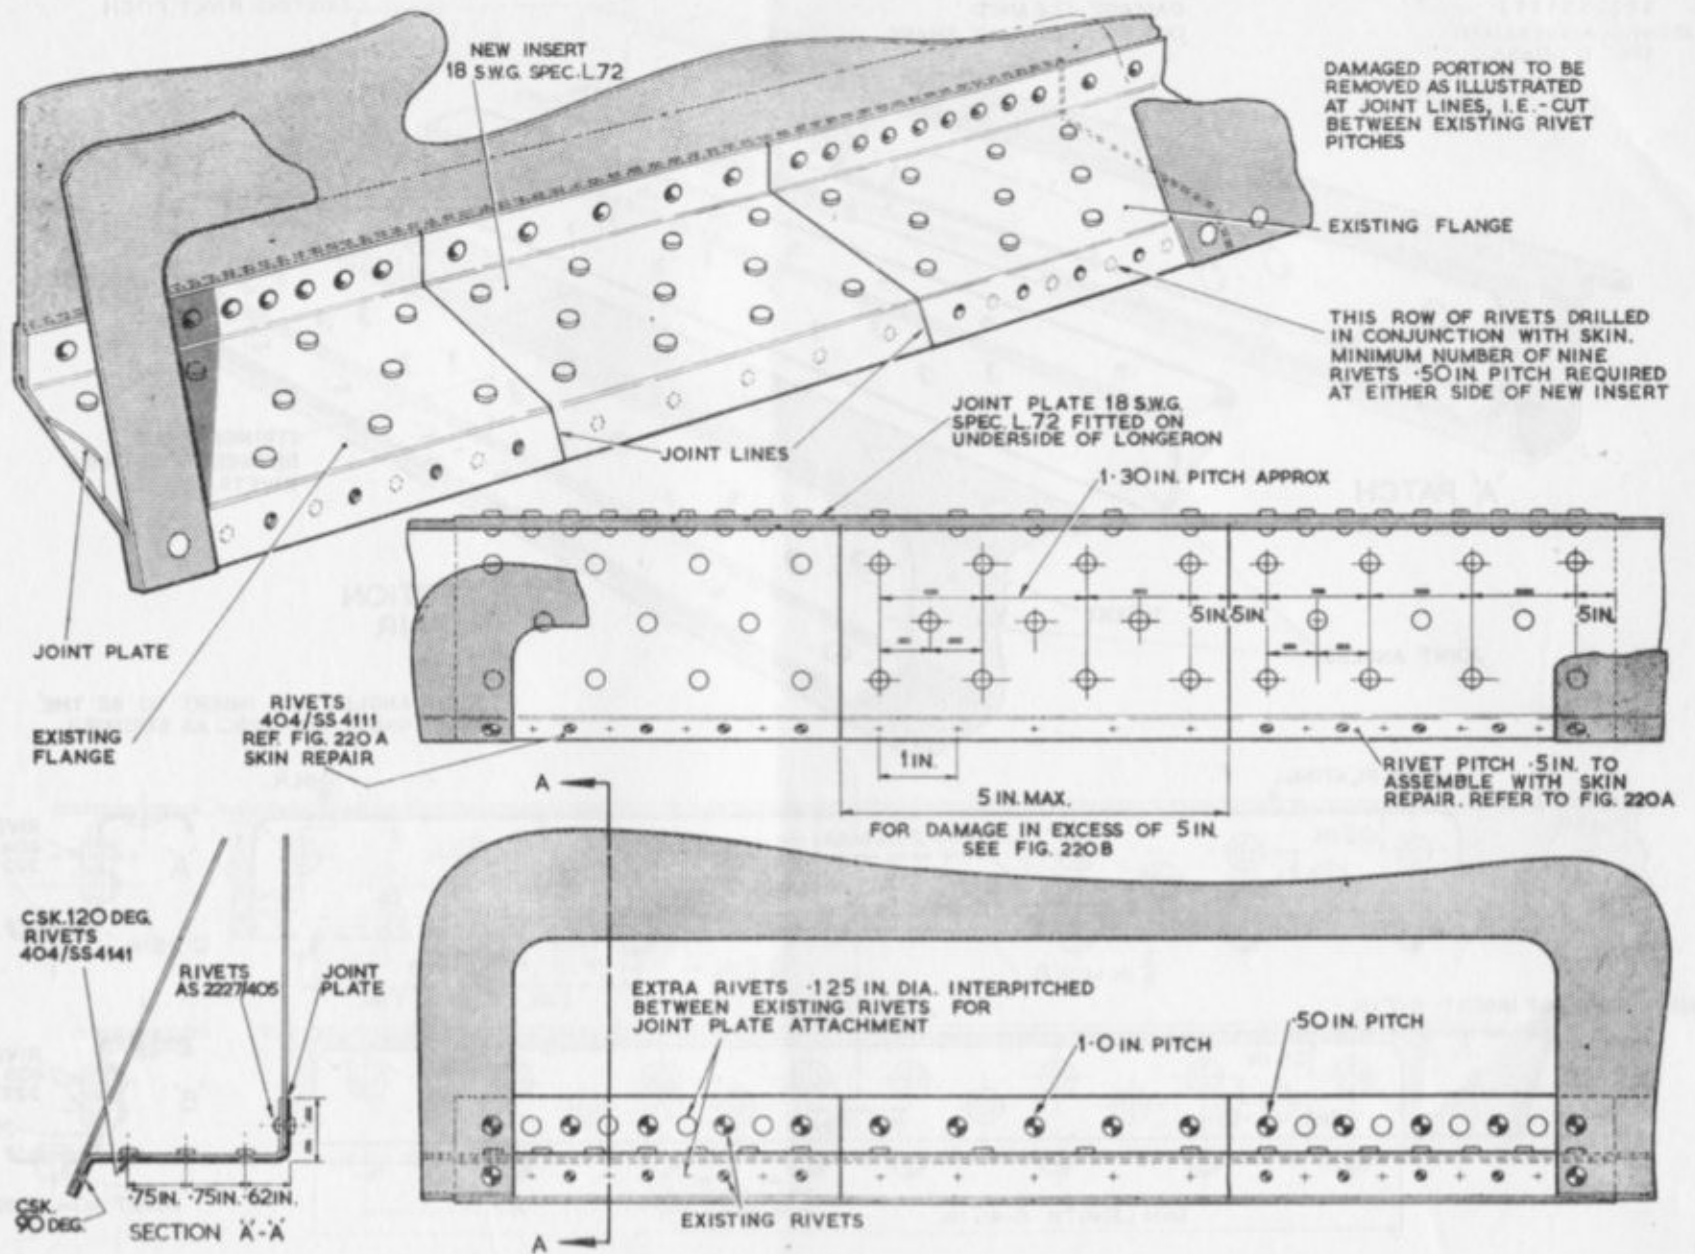 NEW INSERT
18 S.W.G. SPEC. L.72
DAMAGED PORTION TO BE
REMOVED AS ILLUSTRATED
AT JOINT LINES, I.E. - CUT
BETWEEN EXISTING RIVET
PITCHES
EXISTING FLANGE
THIS ROW OF RIVETS DRILLED
IN CONJUNCTION WITH SKIN.
MINIMUM NUMBER OF NINE
RIVETS ·50 IN. PITCH REQUIRED
AT EITHER SIDE OF NEW INSERT
JOINT PLATE 18 S.W.G.
SPEC. L.72 FITTED ON
UNDERSIDE OF LONGERON
JOINT LINES
1·30 IN. PITCH APPROX
JOINT PLATE
EXISTING
FLANGE
RIVETS
404/SS4111
REF. FIG. 220A
SKIN REPAIR
·5 IN. ·5 IN. ·5 IN.
1 IN.
5 IN. MAX.
FOR DAMAGE IN EXCESS OF 5 IN.
SEE FIG. 220B
RIVET PITCH ·5 IN. TO
ASSEMBLE WITH SKIN
REPAIR. REFER TO FIG. 220A
A
CSK. 120 DEG.
RIVETS
404/SS4141
RIVETS
AS 2227/405
JOINT
PLATE
·75 IN. ·75 IN. ·62 IN.
CSK.
90 DEG.
SECTION 'A'-'A'
EXTRA RIVETS ·125 IN. DIA. INTERPITCHED
BETWEEN EXISTING RIVETS FOR
JOINT PLATE ATTACHMENT
1·0 IN. PITCH
·50 IN. PITCH
EXISTING RIVETS
A